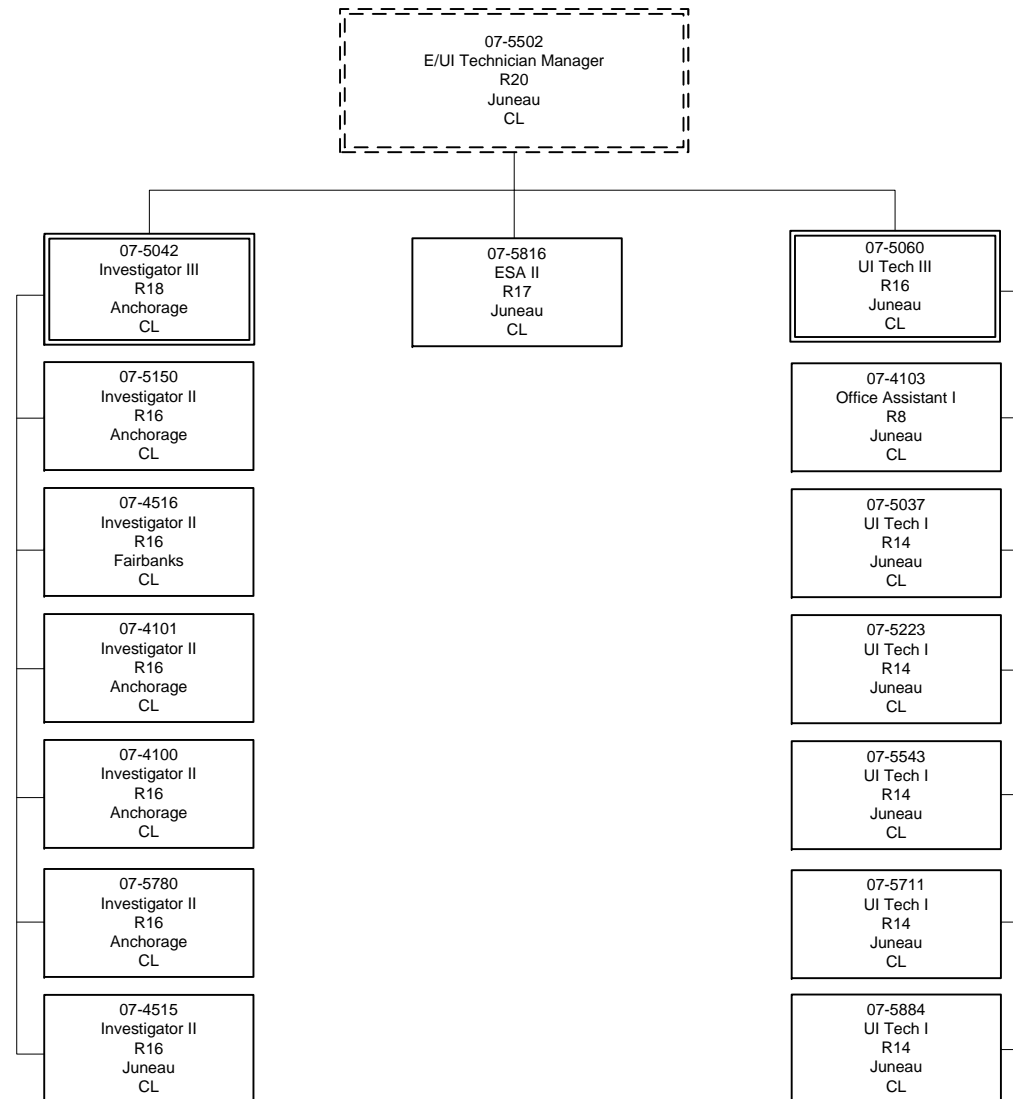 07-5502
E/UI Technician Manager
R20
Juneau
CL
07-5042
Investigator III
R18
Anchorage
CL
07-5816
ESA II
R17
Juneau
CL
07-5060
UI Tech III
R16
Juneau
CL
07-5150
Investigator II
R16
Anchorage
CL
07-4103
Office Assistant I
R8
Juneau
CL
07-4516
Investigator II
R16
Fairbanks
CL
07-5037
UI Tech I
R14
Juneau
CL
07-4101
Investigator II
R16
Anchorage
CL
07-5223
UI Tech I
R14
Juneau
CL
07-4100
Investigator II
R16
Anchorage
CL
07-5543
UI Tech I
R14
Juneau
CL
07-5780
Investigator II
R16
Anchorage
CL
07-5711
UI Tech I
R14
Juneau
CL
07-4515
Investigator II
R16
Juneau
CL
07-5884
UI Tech I
R14
Juneau
CL